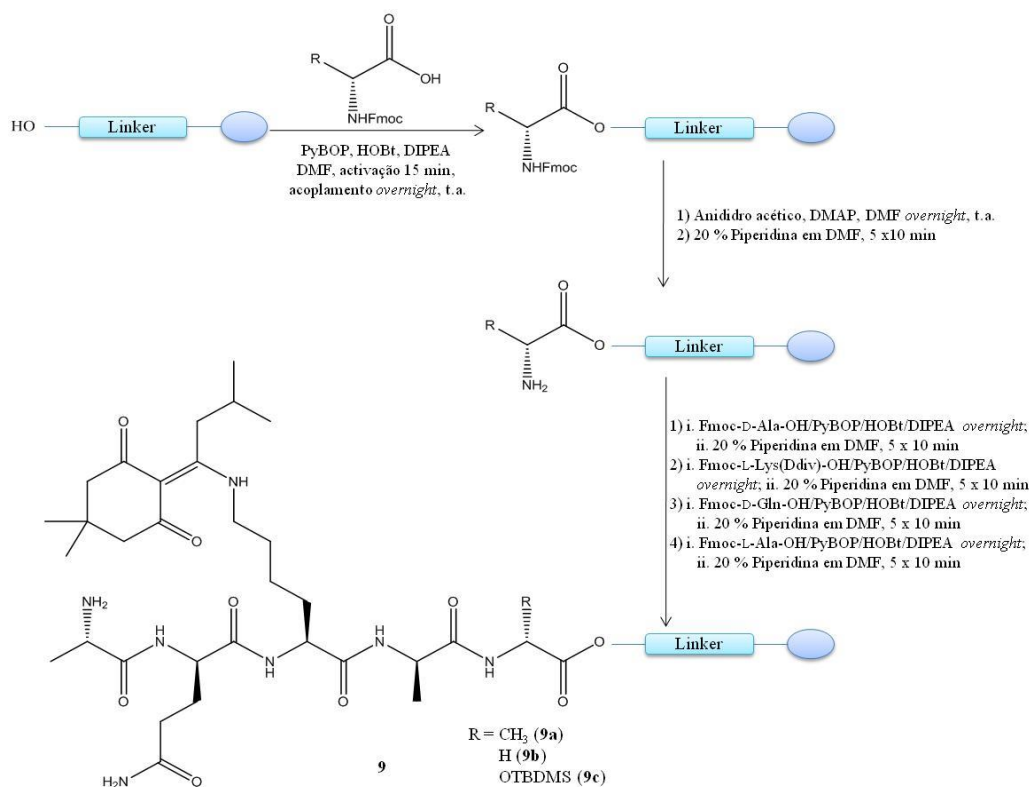 R
O
OH
NHFmoc
HO
Linker
PyBOP, HOBt, DIPEA
DMF, activação 15 min,
acoplamento overnight, t.a.
O
R
O
Linker
NHFmoc
1) Anididro acético, DMAP, DMF overnight, t.a.
2) 20 % Piperidina em DMF, 5 x10 min
O
R
O
Linker
NH2
1) i. Fmoc-D-Ala-OH/PyBOP/HOBt/DIPEA overnight;
ii. 20 % Piperidina em DMF, 5 x 10 min
2) i. Fmoc-L-Lys(Ddiv)-OH/PyBOP/HOBt/DIPEA
overnight; ii. 20 % Piperidina em DMF, 5 x 10 min
3) i. Fmoc-D-Gln-OH/PyBOP/HOBt/DIPEA overnight;
ii. 20 % Piperidina em DMF, 5 x 10 min
4) i. Fmoc-L-Ala-OH/PyBOP/HOBt/DIPEA overnight;
ii. 20 % Piperidina em DMF, 5 x 10 min
O
NH
O
NH2 H N O H N O R
O O Linker
O N H O N H O
H2N O
9
R = CH3 (9a)
H (9b)
OTBDMS (9c)